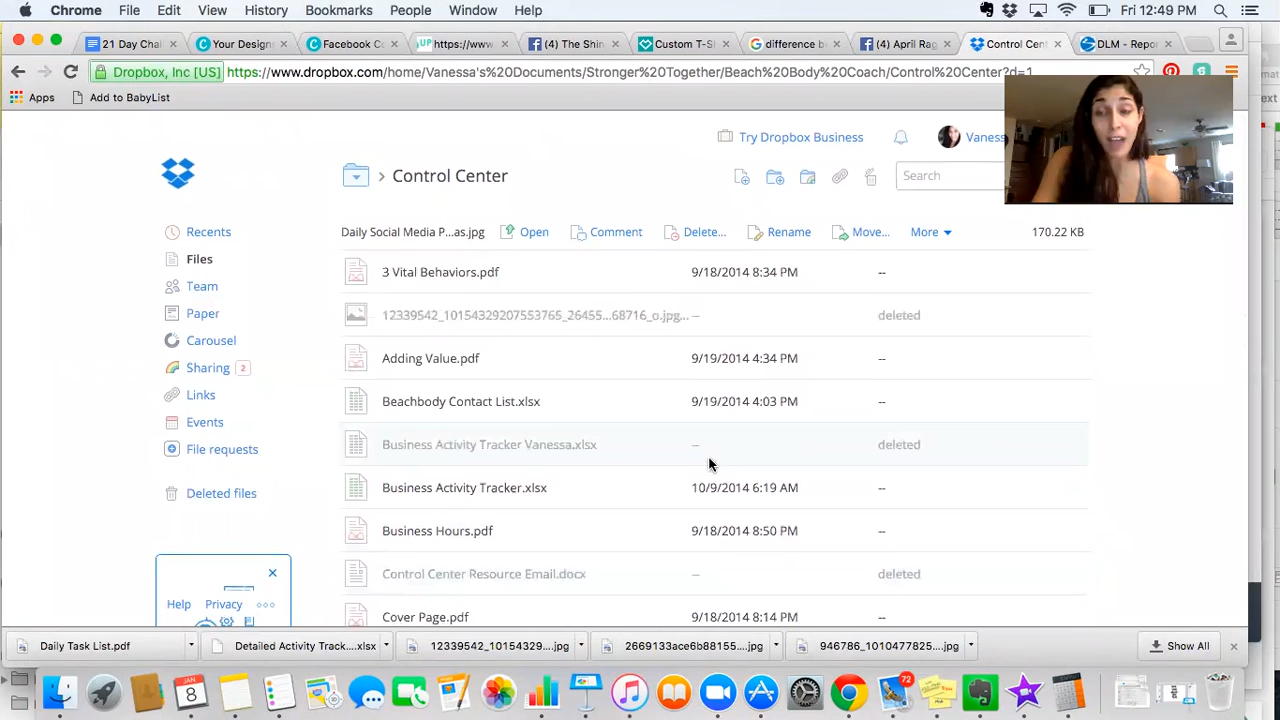 Chrome File Edit View History Bookmarks People Window Help Fri 12:49 PM
21 Day Chal Your Design Facebook C https://www. (4) The Shin Custom T-S difference b (4) April Rag Control Cent DLM - Repo
Dropbox, Inc [US] https://www.dropbox.com/home/Vanessa's%20Documents/Stronger%20Together/Beach%20Body%20Coach/Control%20Center?d=1
Apps Add to BabyList
Try Dropbox Business Vaness
Control Center Search
Daily Social Media P...as.jpg Open Comment Delete... Rename Move... More 170.22 KB
Recents
Files 3 Vital Behaviors.pdf 9/18/2014 8:34 PM --
Team
Paper 12339542_10154329207553765_26455...68716_o.jpg... -- deleted
Carousel
Adding Value.pdf 9/19/2014 4:34 PM --
Sharing 2
Links Beachbody Contact List.xlsx 9/19/2014 4:03 PM --
Events
File requests Business Activity Tracker Vanessa.xlsx -- deleted
Deleted files Business Activity Tracker.xlsx 10/9/2014 6:19 AM --
Business Hours.pdf 9/18/2014 8:50 PM --
Control Center Resource Email.docx -- deleted
Help Privacy
Cover Page.pdf 9/18/2014 8:14 PM --
Daily Task List.pdf Detailed Activity Track....xlsx 12339542_10154329....jpg 2669133ace6b88155....jpg 946786_1010477825....jpg Show All
JAN
8 72